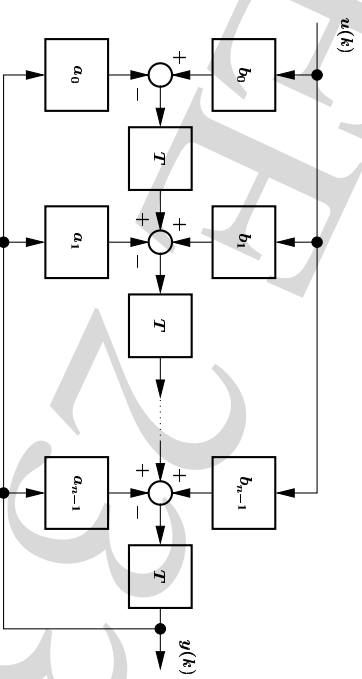 u(k)
b₀
b₁
bₙ₋₁
+
+
+
T
+
T
+
T
y(k)
−
−
−
a₀
a₁
aₙ₋₁